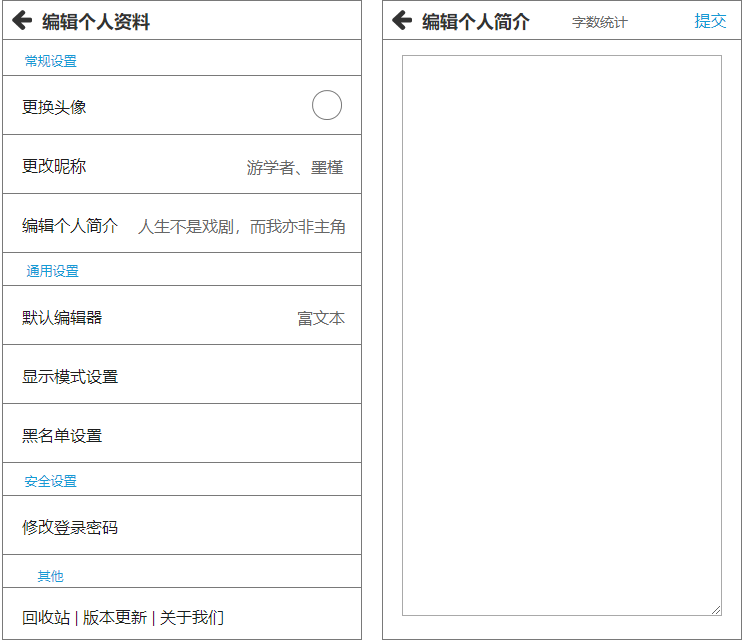 编辑个人资料
常规设置
更换头像
更改昵称 游学者、墨槿
编辑个人简介 人生不是戏剧，而我亦非主角
通用设置
默认编辑器 富文本
显示模式设置
黑名单设置
安全设置
修改登录密码
其他
回收站 | 版本更新 | 关于我们
编辑个人简介 字数统计 提交